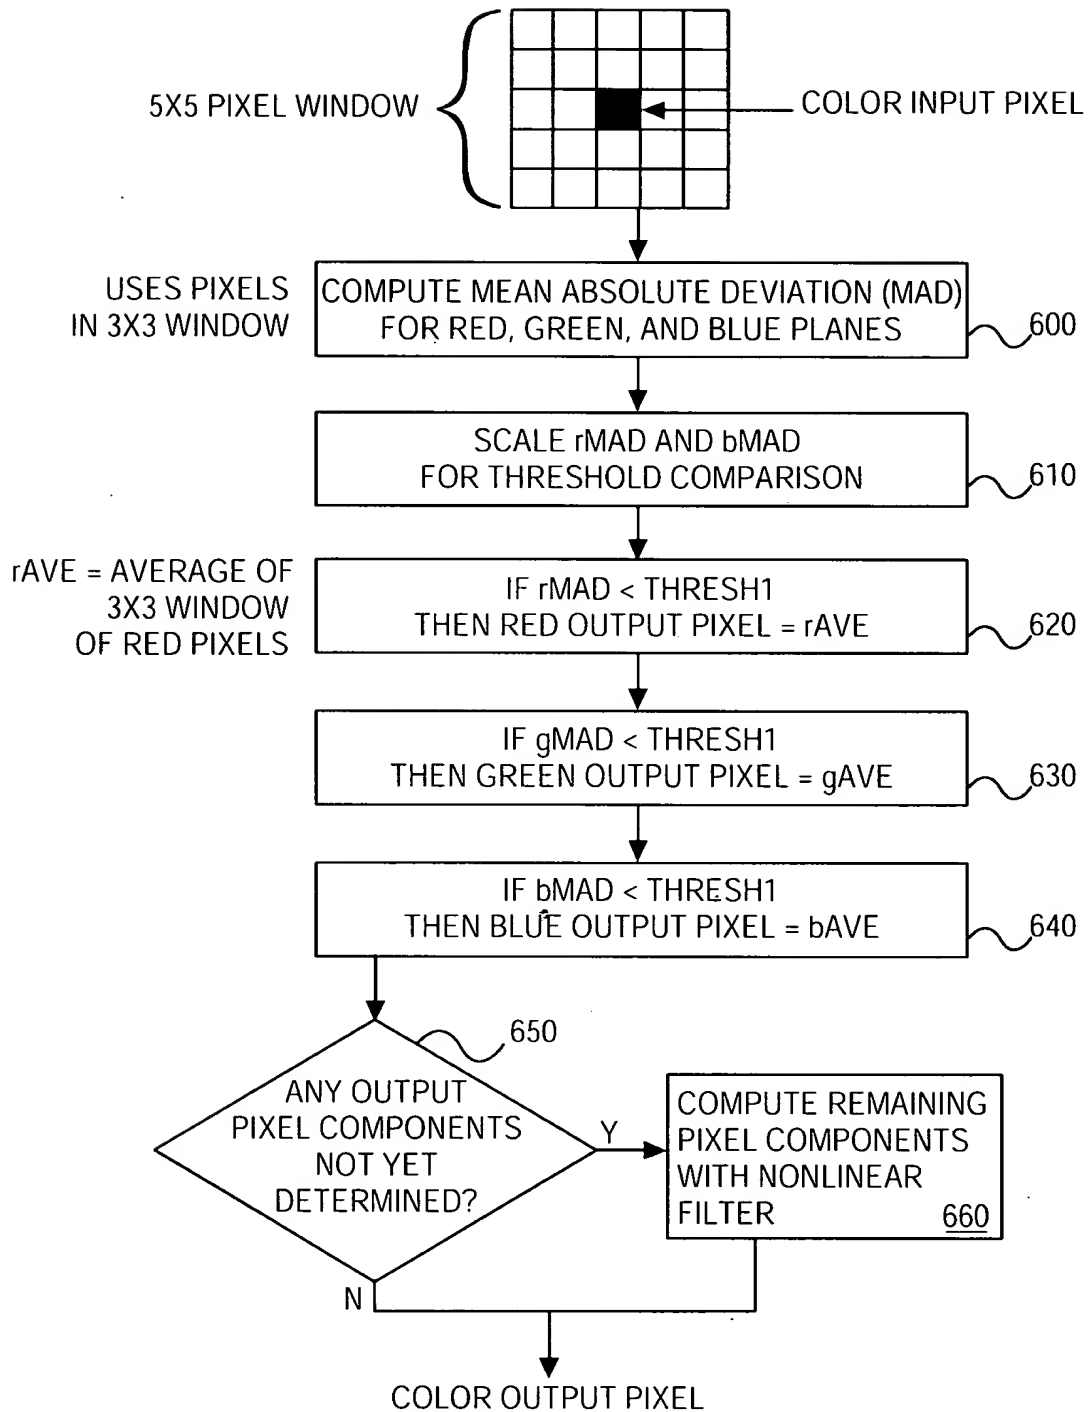 5X5 PIXEL WINDOW
COLOR INPUT PIXEL
USES PIXELS
IN 3X3 WINDOW
COMPUTE MEAN ABSOLUTE DEVIATION (MAD)
FOR RED, GREEN, AND BLUE PLANES
600
SCALE rMAD AND bMAD
FOR THRESHOLD COMPARISON
610
rAVE = AVERAGE OF
3X3 WINDOW
OF RED PIXELS
IF rMAD < THRESH1
THEN RED OUTPUT PIXEL = rAVE
620
IF gMAD < THRESH1
THEN GREEN OUTPUT PIXEL = gAVE
630
IF bMAD < THRESH1
THEN BLUE OUTPUT PIXEL = bAVE
640
650
ANY OUTPUT
PIXEL COMPONENTS
NOT YET
DETERMINED?
Y
COMPUTE REMAINING
PIXEL COMPONENTS
WITH NONLINEAR
FILTER
660
N
COLOR OUTPUT PIXEL